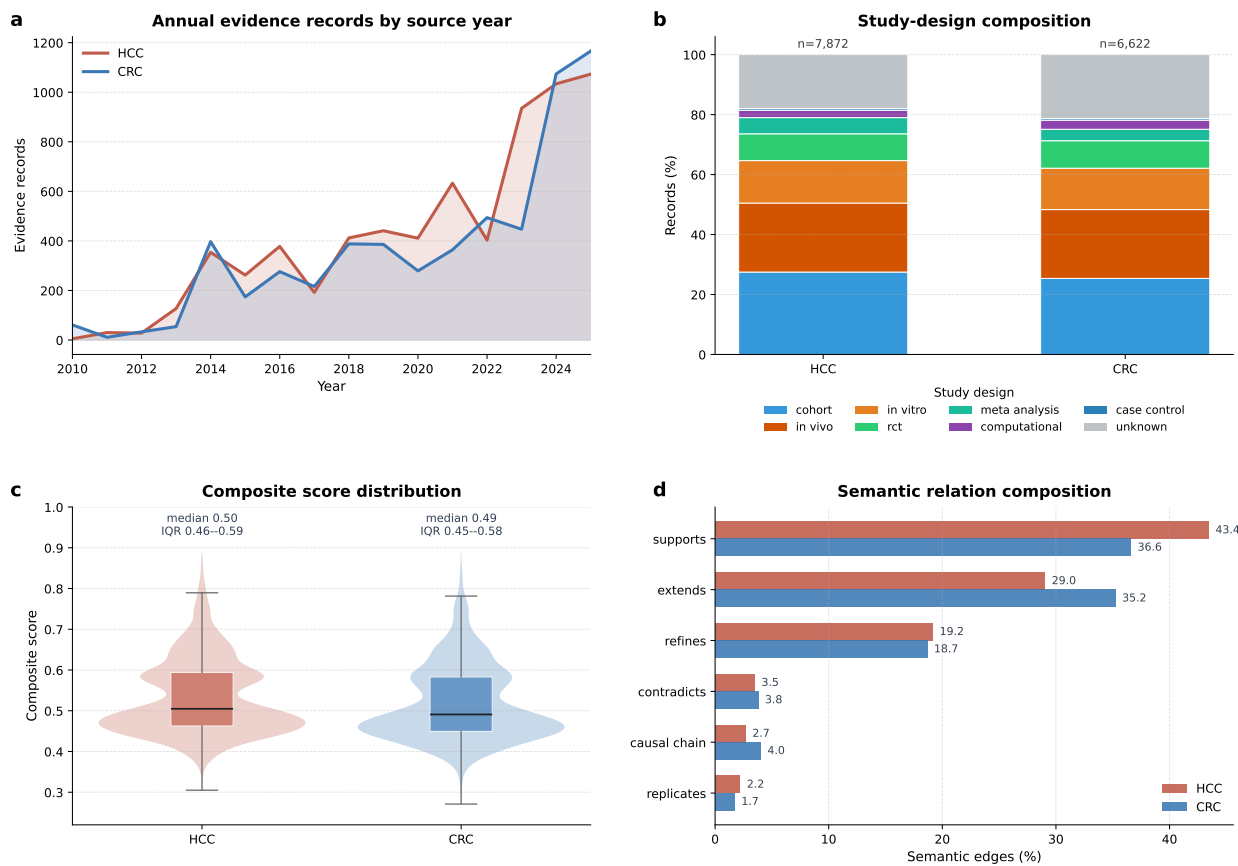 a
Annual evidence records by source year
HCC
CRC
Evidence records
1200
1000
800
600
400
200
0
2010 2012 2014 2016 2018 2020 2022 2024
Year
b
Study-design composition
n=7,872 n=6,622
Records (%)
100
80
60
40
20
0
HCC CRC
Study design
cohort in vitro meta analysis case control
in vivo rct computational unknown
c
Composite score distribution
median 0.50
IQR 0.46--0.59
median 0.49
IQR 0.45--0.58
Composite score
1.0
0.9
0.8
0.7
0.6
0.5
0.4
0.3
HCC CRC
d
Semantic relation composition
supports 43.4
36.6
extends 29.0
35.2
refines 19.2
18.7
contradicts 3.5
3.8
causal chain 2.7
4.0
replicates 2.2
1.7
HCC
CRC
0 10 20 30 40
Semantic edges (%)